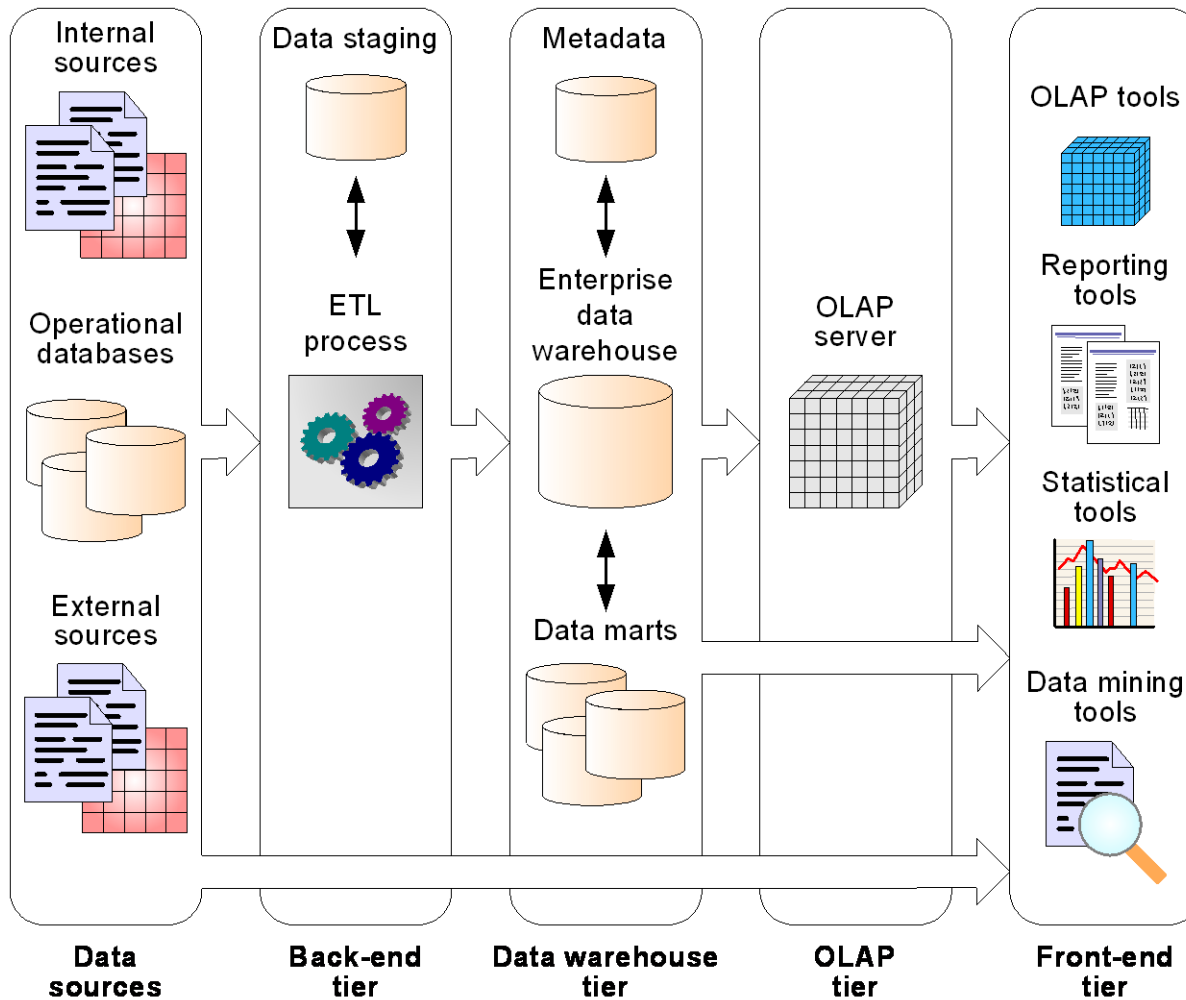 Internal
sources
Operational
databases
External
sources
Data
sources
Data staging
ETL
process
Back-end
tier
Metadata
Enterprise
data
warehouse
Data marts
Data warehouse
tier
OLAP
server
OLAP
tier
OLAP tools
Reporting
tools
Statistical
tools
Data mining
tools
Front-end
tier